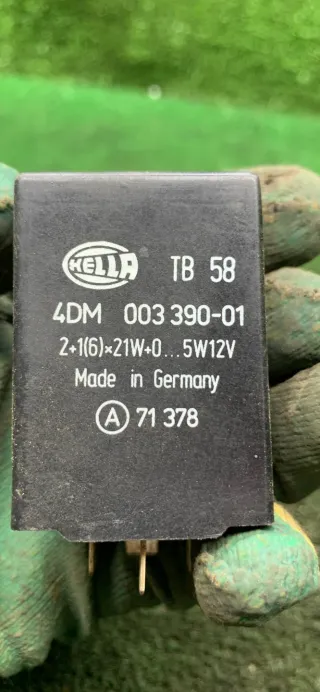 HELLA TB 58
4DM 003 390-01
2+1(6)×21W+0...5W12V
Made in Germany
A 71 378